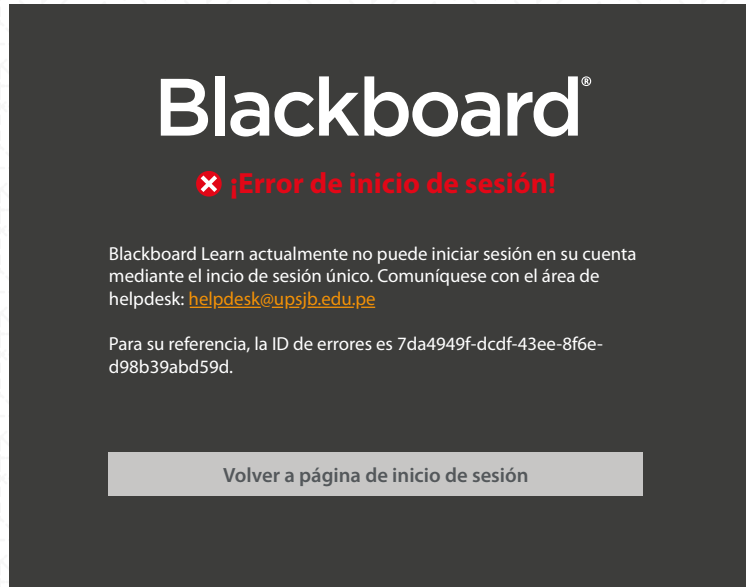 Blackboard®
¡Error de inicio de sesión!
Blackboard Learn actualmente no puede iniciar sesión en su cuenta
mediante el incio de sesión único. Comuníquese con el área de
helpdesk: helpdesk@upsjb.edu.pe
Para su referencia, la ID de errores es 7da4949f-dcdf-43ee-8f6e-
d98b39abd59d.
Volver a página de inicio de sesión